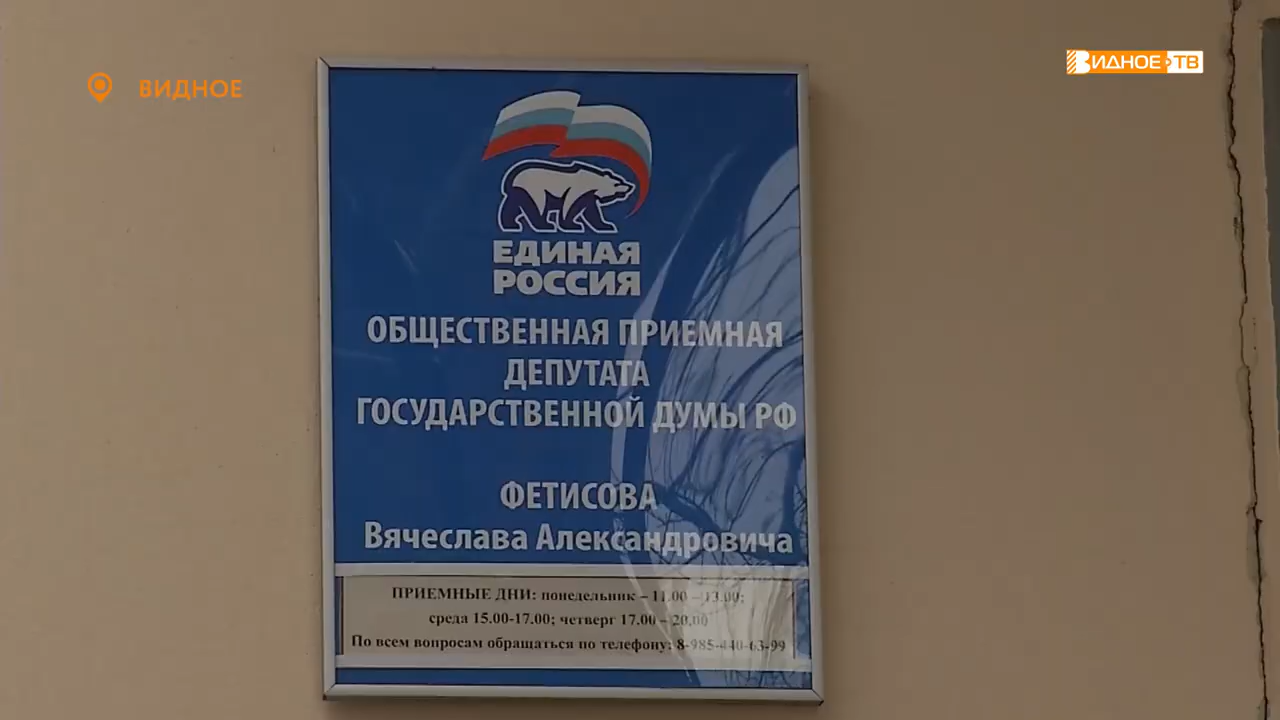 ВИДНОЕ
ВИДНОЕ ТВ
ЕДИНАЯ
РОССИЯ
ОБЩЕСТВЕННАЯ ПРИЕМНАЯ
ДЕПУТАТА
ГОСУДАРСТВЕННОЙ ДУМЫ РФ
ФЕТИСОВА
Вячеслава Александровича
ПРИЕМНЫЕ ДНИ: понедельник – 11.00 – 13.00;
среда 15.00-17.00; четверг 17.00 – 20.00
По всем вопросам обращаться по телефону: 8-985-440-63-99